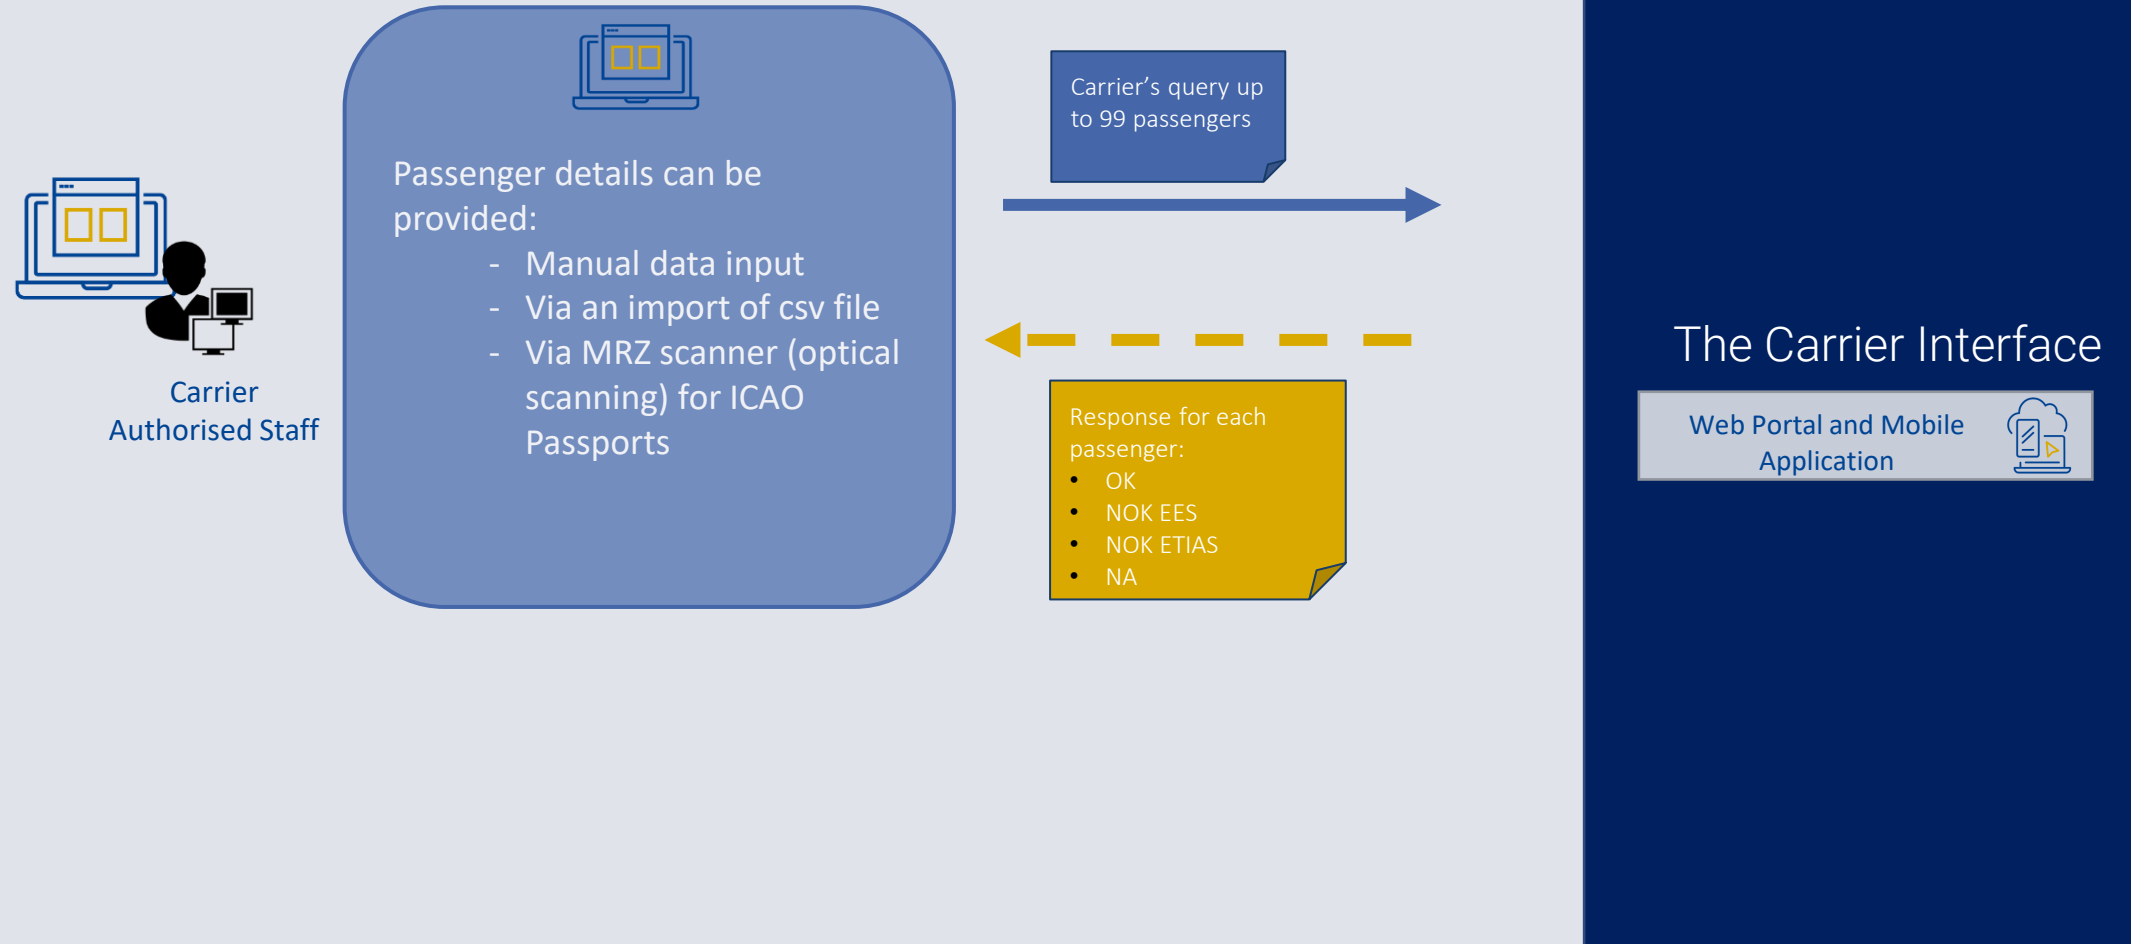 Carrier
Authorised Staff
Passenger details can be
provided:
- Manual data input
- Via an import of csv file
- Via MRZ scanner (optical
scanning) for ICAO
Passports
Carrier’s query up
to 99 passengers
Response for each
passenger:
• OK
• NOK EES
• NOK ETIAS
• NA
The Carrier Interface
Web Portal and Mobile
Application